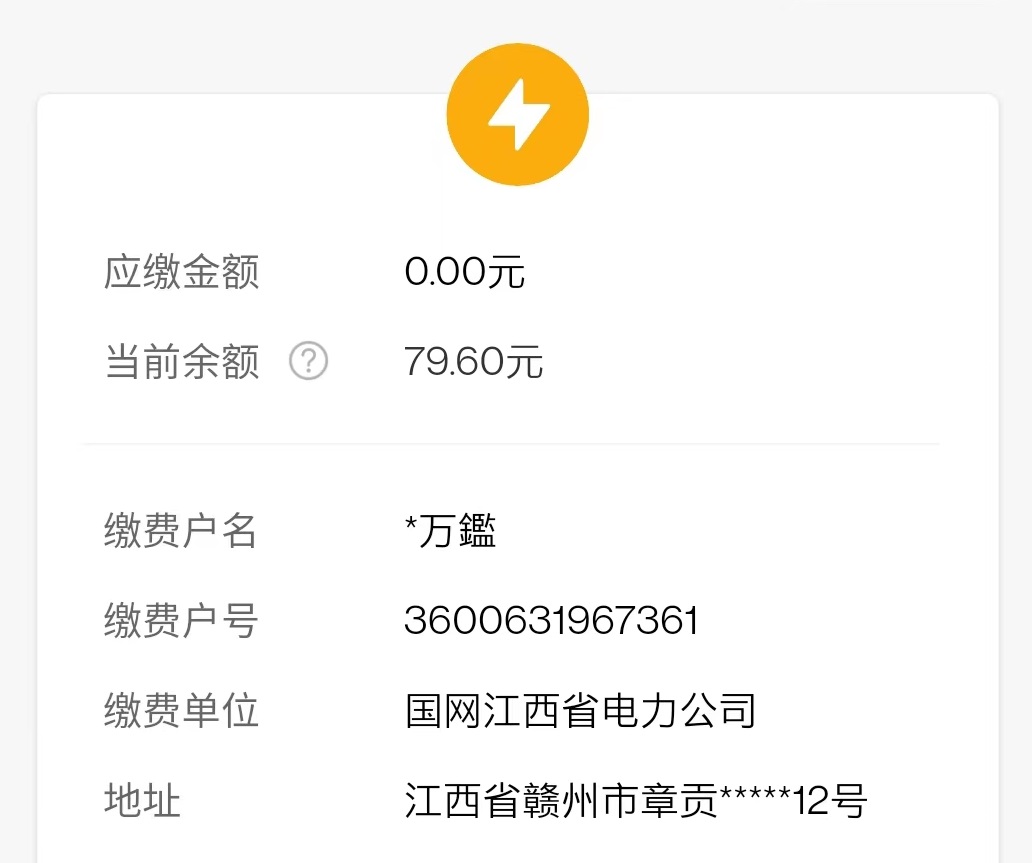 应缴金额 0.00元
当前余额 ? 79.60元
缴费户名 *万鑑
缴费户号 3600631967361
缴费单位 国网江西省电力公司
地址 江西省赣州市章贡*****12号